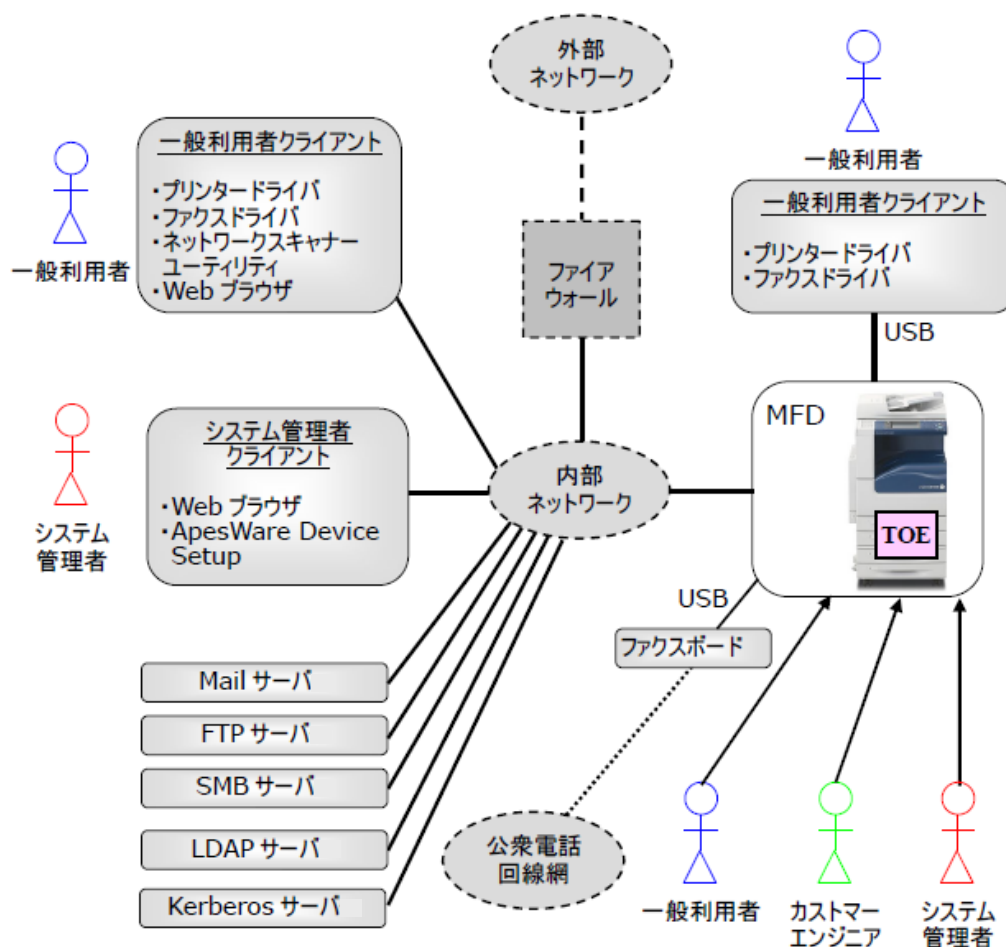 外部
ネットワーク
一般利用者
一般利用者クライアント
・プリンタードライバ
・ファクスドライバ
・ネットワークスキャナー
ユーティリティ
・Web ブラウザ
一般利用者
一般利用者クライアント
・プリンタードライバ
・ファクスドライバ
ファイア
ウォール
USB
MFD
TOE
システム管理者
クライアント
・Web ブラウザ
・ApesWare Device
Setup
システム
管理者
内部
ネットワーク
USB
ファクスボード
Mail サーバ
FTP サーバ
SMB サーバ
LDAP サーバ
Kerberos サーバ
公衆電話
回線網
一般利用者
カストマー
エンジニア
システム
管理者